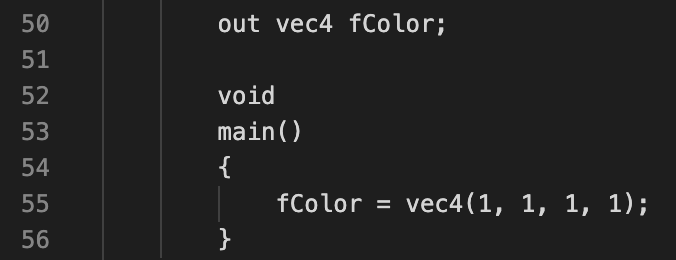 50 out vec4 fColor;
51
52 void
53 main()
54 {
55 fColor = vec4(1, 1, 1, 1);
56 }